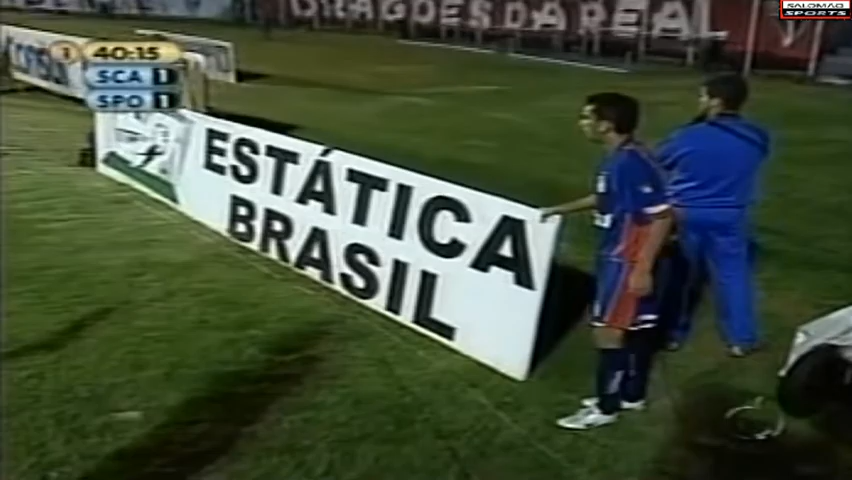 DRAGÕES DA REAL
SALOMÃO
SPORTS
1 40:15
SCA 1
SPO 1
ESTÁTICA
BRASIL